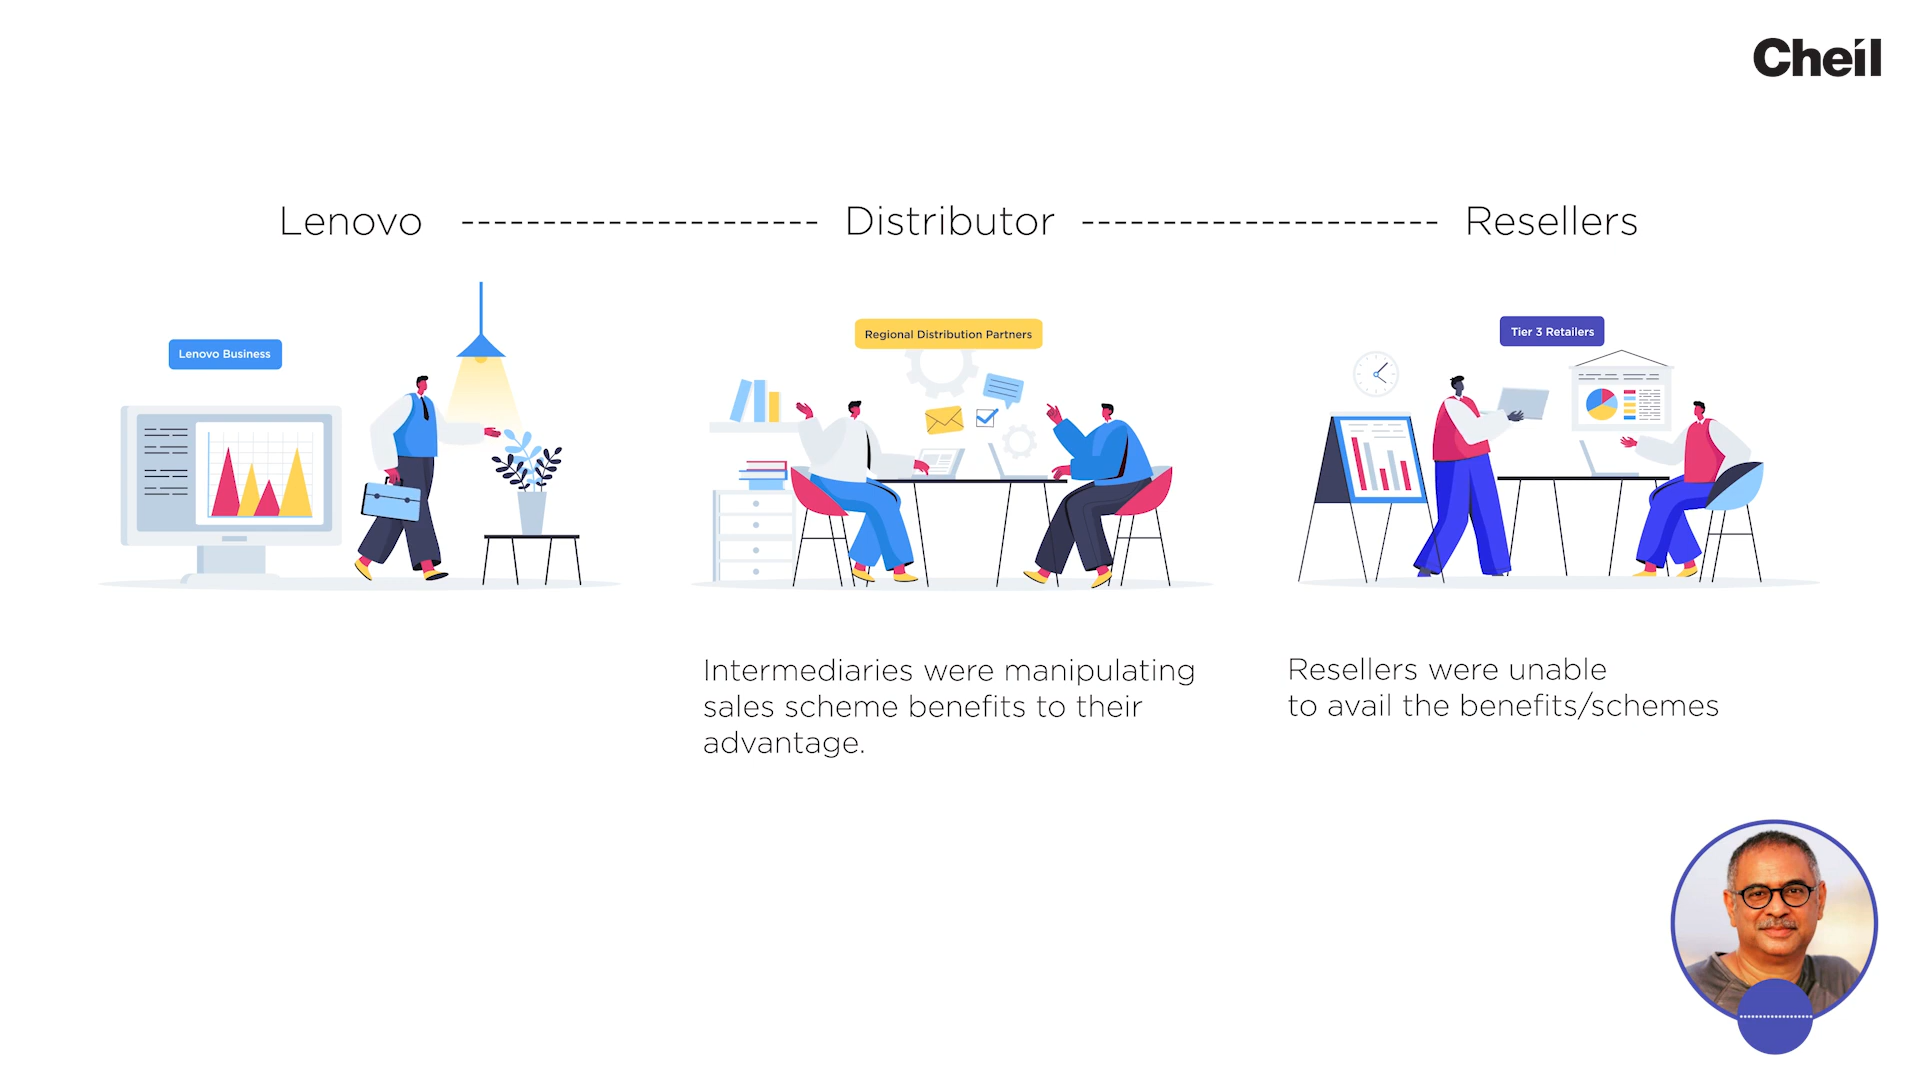 Cheil
Lenovo
Distributor
Resellers
Lenovo Business
Regional Distribution Partners
Tier 3 Retailers
Intermediaries were manipulating
sales scheme benefits to their
advantage.
Resellers were unable
to avail the benefits/schemes